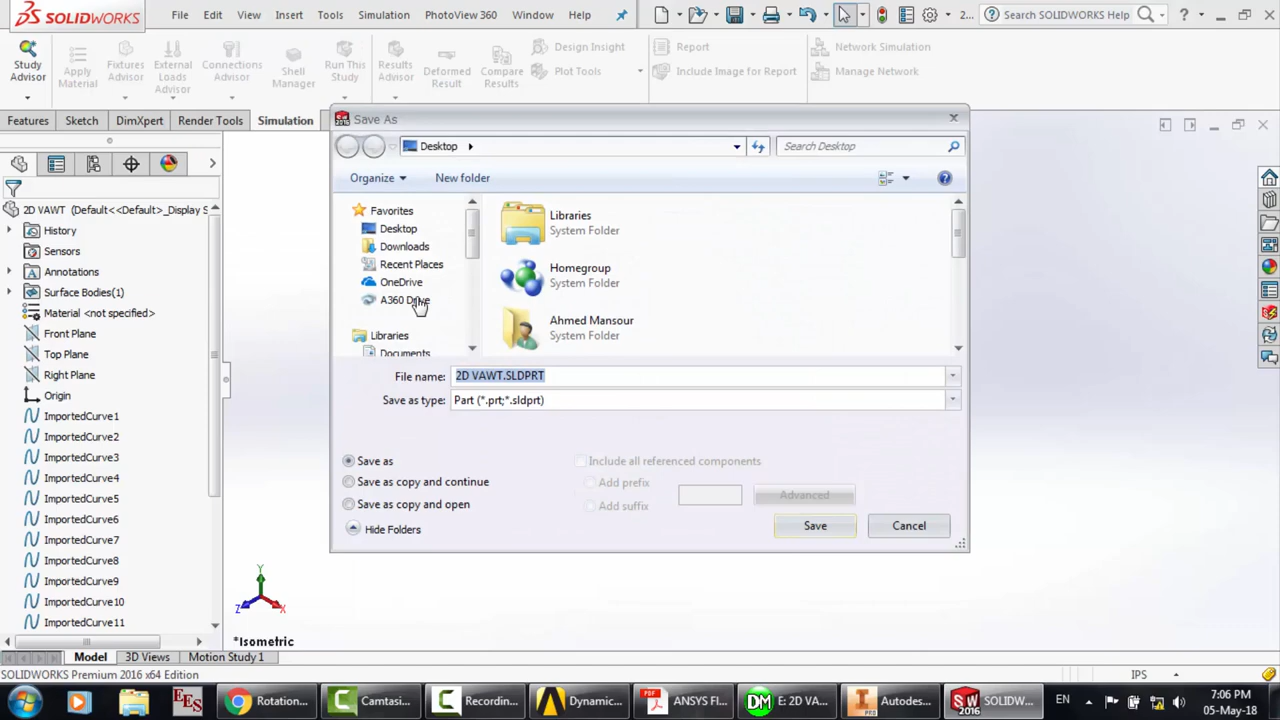 SOLIDWORKS
File Edit View Insert Tools Simulation PhotoView 360 Window Help
2...
Search SOLIDWORKS Help
Study Advisor
Apply Material
Fixtures Advisor
External Loads Advisor
Connections Advisor
Shell Manager
Run This Study
Results Advisor
Deformed Result
Compare Results
Design Insight
Plot Tools
Report
Include Image for Report
Network Simulation
Manage Network
Features Sketch DimXpert Render Tools Simulation
2D VAWT (Default<<Default>_Display S
History
Sensors
Annotations
Surface Bodies(1)
Material <not specified>
Front Plane
Top Plane
Right Plane
Origin
ImportedCurve1
ImportedCurve2
ImportedCurve3
ImportedCurve4
ImportedCurve5
ImportedCurve6
ImportedCurve7
ImportedCurve8
ImportedCurve9
ImportedCurve10
ImportedCurve11
Save As
Desktop
Search Desktop
Organize New folder
Favorites
Desktop
Downloads
Recent Places
OneDrive
A360 Drive
Libraries
Documents
Libraries
System Folder
Homegroup
System Folder
Ahmed Mansour
System Folder
File name: 2D VAWT.SLDPRT
Save as type: Part (*.prt;*.sldprt)
Save as
Save as copy and continue
Save as copy and open
Include all referenced components
Add prefix
Add suffix
Advanced
Hide Folders
Save Cancel
Y
Z X
*Isometric
Model 3D Views Motion Study 1
SOLIDWORKS Premium 2016 x64 Edition
IPS
EES
Rotation...
Camtas...
Recordin...
Dynamic...
ANSYS Fl...
DM E: 2D VA...
Autodes...
SOLIDW...
EN
7:06 PM
05-May-18